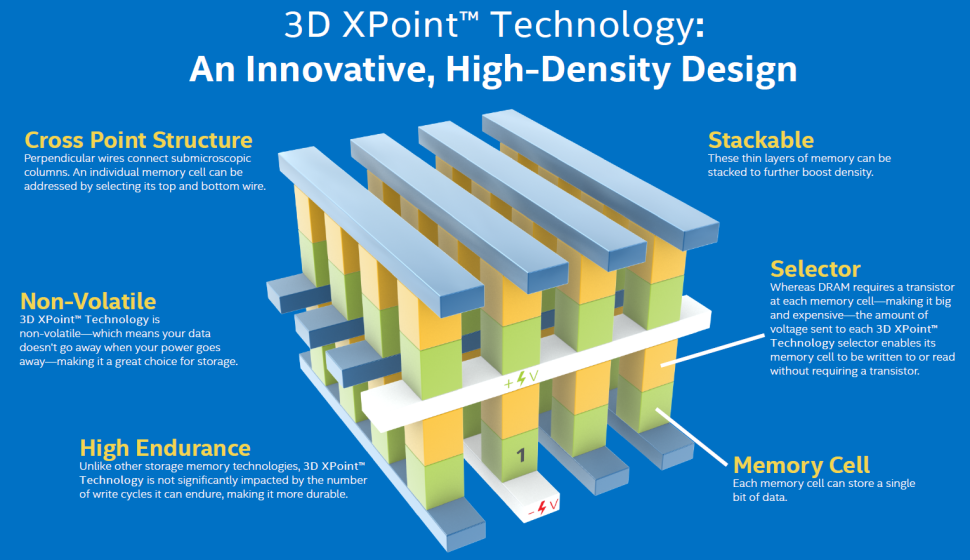 3D XPoint™ Technology:
An Innovative, High-Density Design
Cross Point Structure
Perpendicular wires connect submicroscopic
columns. An individual memory cell can be
addressed by selecting its top and bottom wire.
Stackable
These thin layers of memory can be
stacked to further boost density.
Selector
Whereas DRAM requires a transistor
at each memory cell—making it big
and expensive—the amount of
voltage sent to each 3D XPoint™
Technology selector enables its
memory cell to be written to or read
without requiring a transistor.
Non-Volatile
3D XPoint™ Technology is
non-volatile—which means your data
doesn't go away when your power goes
away—making it a great choice for storage.
+ V
High Endurance
Unlike other storage memory technologies, 3D XPoint™
Technology is not significantly impacted by the number
of write cycles it can endure, making it more durable.
1
- V
Memory Cell
Each memory cell can store a single
bit of data.